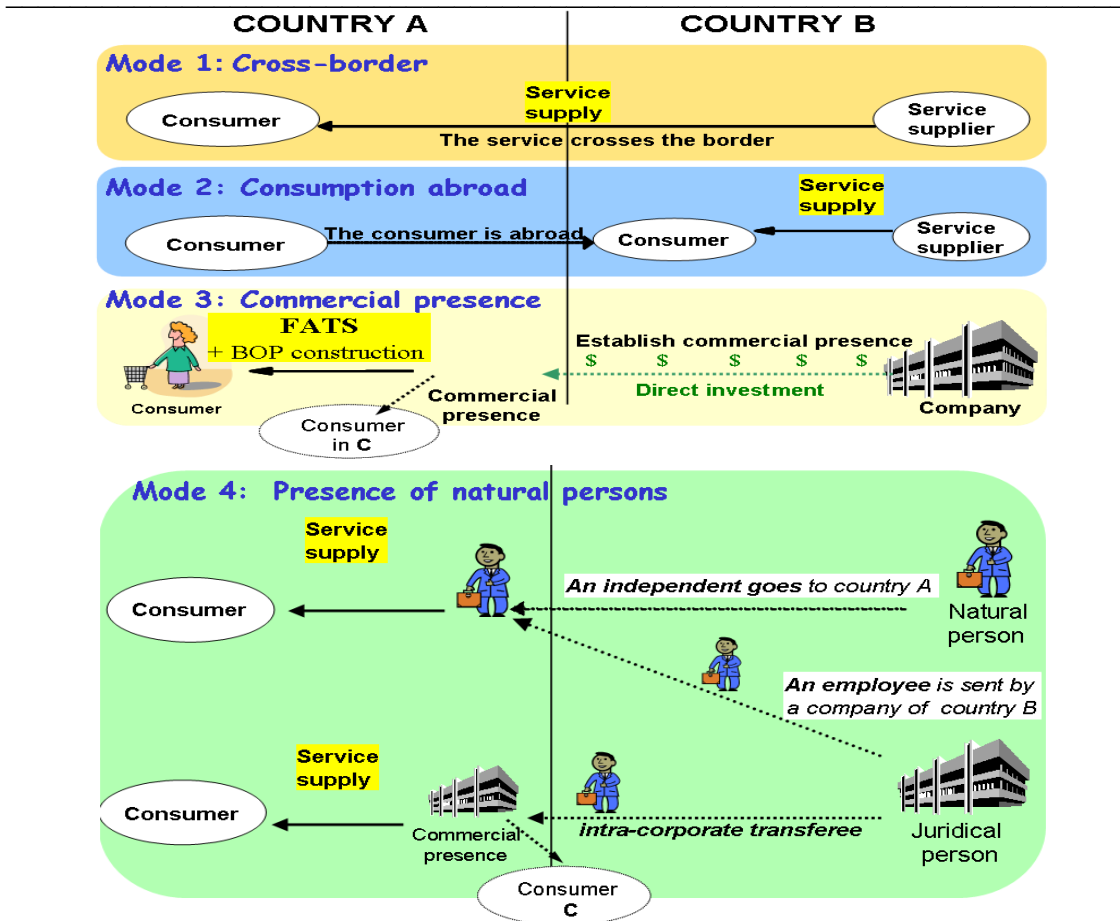 COUNTRY A
COUNTRY B
Mode 1: Cross-border
Consumer
Service
supply
The service crosses the border
Service
supplier
Mode 2: Consumption abroad
Consumer
The consumer is abroad
Consumer
Service
supply
Service
supplier
Mode 3: Commercial presence
FATS
+ BOP construction
Consumer
Commercial
presence
Consumer
in C
Establish commercial presence
$ $ $ $ $
Direct investment
Company
Mode 4: Presence of natural persons
Service
supply
Consumer
An independent goes to country A
Natural
person
An employee is sent by
a company of country B
Service
supply
Consumer
Commercial
presence
intra-corporate transferee
Juridical
person
Consumer
C